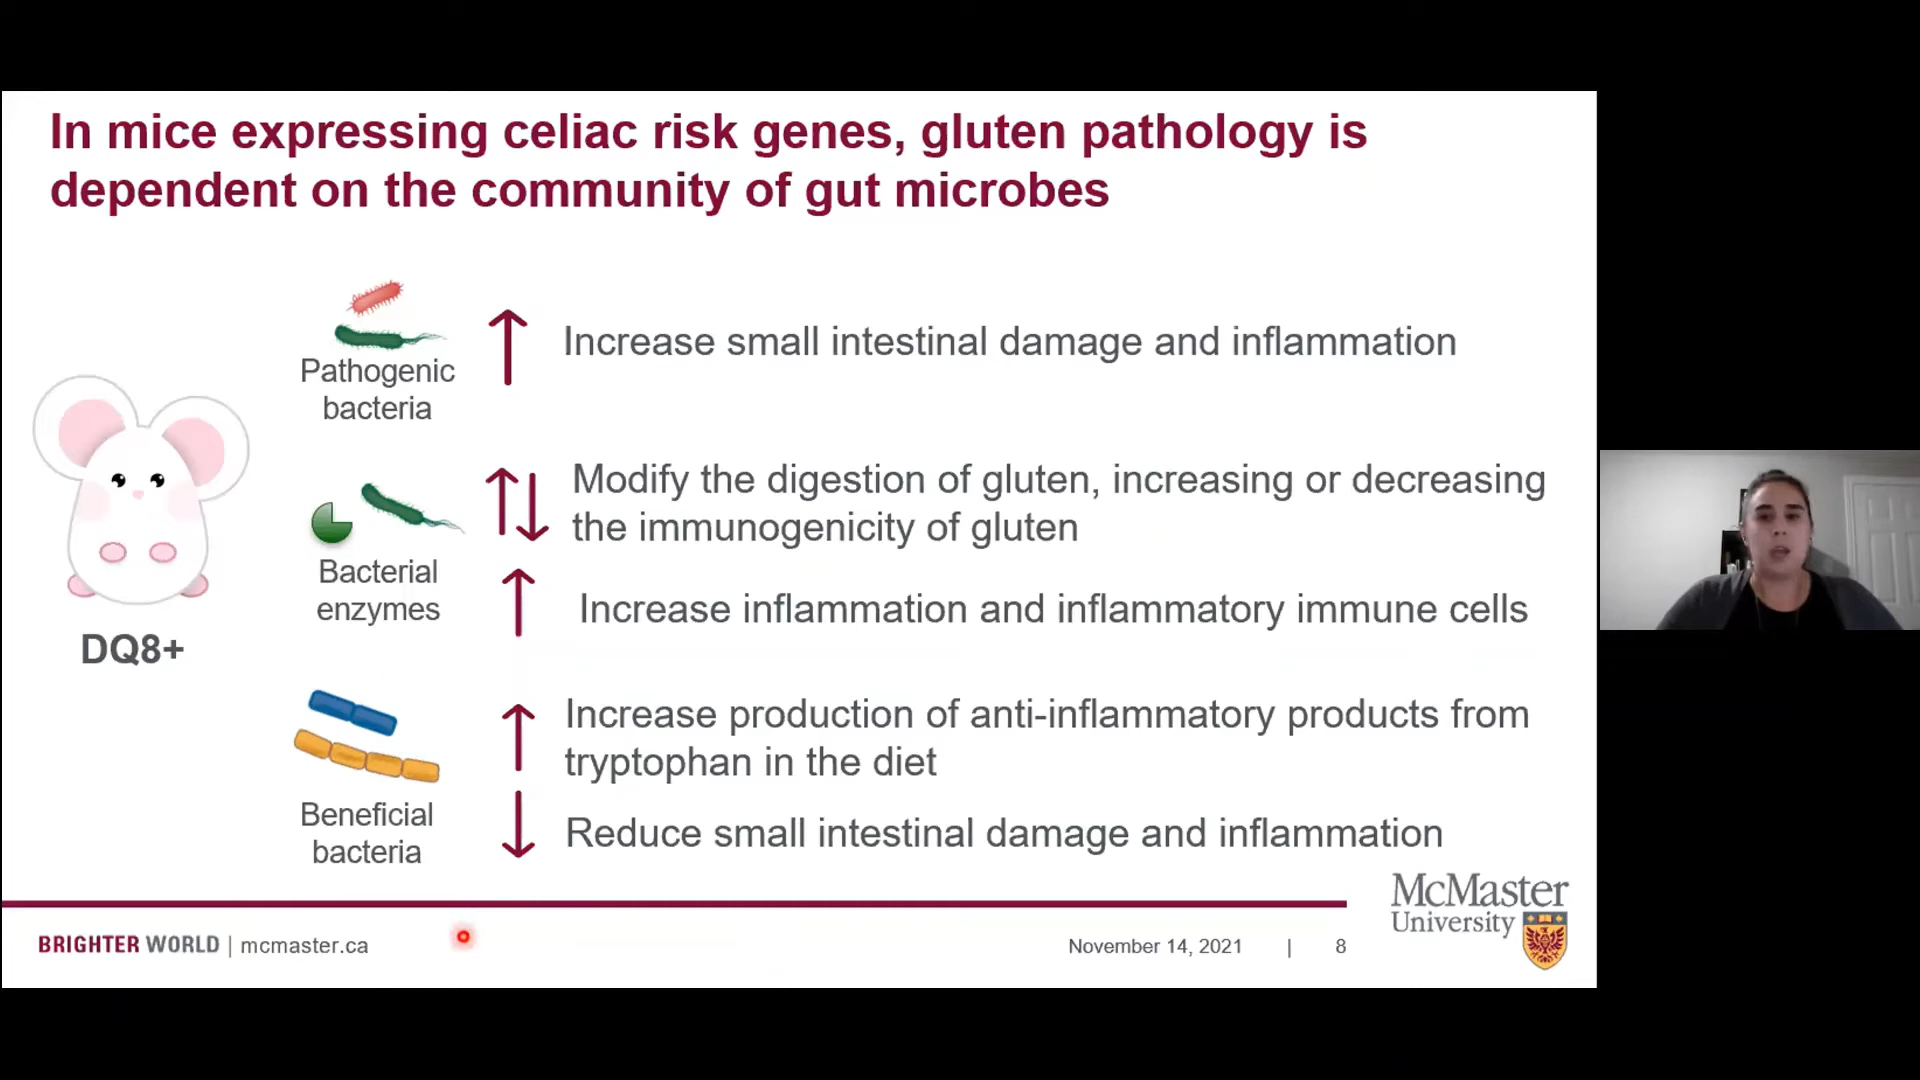 In mice expressing celiac risk genes, gluten pathology is
dependent on the community of gut microbes
Pathogenic
bacteria
Increase small intestinal damage and inflammation
Bacterial
enzymes
Modify the digestion of gluten, increasing or decreasing
the immunogenicity of gluten
Increase inflammation and inflammatory immune cells
DQ8+
Beneficial
bacteria
Increase production of anti-inflammatory products from
tryptophan in the diet
Reduce small intestinal damage and inflammation
BRIGHTER WORLD | mcmaster.ca
November 14, 2021 | 8
McMaster
University